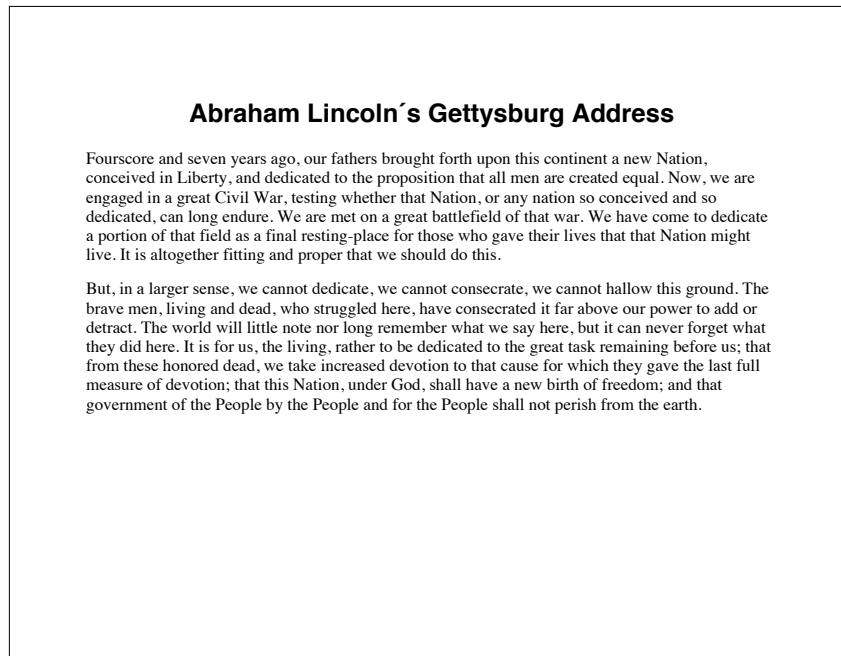 Abraham Lincoln´s Gettysburg Address
Fourscore and seven years ago, our fathers brought forth upon this continent a new Nation,
conceived in Liberty, and dedicated to the proposition that all men are created equal. Now, we are
engaged in a great Civil War, testing whether that Nation, or any nation so conceived and so
dedicated, can long endure. We are met on a great battlefield of that war. We have come to dedicate
a portion of that field as a final resting-place for those who gave their lives that that Nation might
live. It is altogether fitting and proper that we should do this.
But, in a larger sense, we cannot dedicate, we cannot consecrate, we cannot hallow this ground. The
brave men, living and dead, who struggled here, have consecrated it far above our power to add or
detract. The world will little note nor long remember what we say here, but it can never forget what
they did here. It is for us, the living, rather to be dedicated to the great task remaining before us; that
from these honored dead, we take increased devotion to that cause for which they gave the last full
measure of devotion; that this Nation, under God, shall have a new birth of freedom; and that
government of the People by the People and for the People shall not perish from the earth.